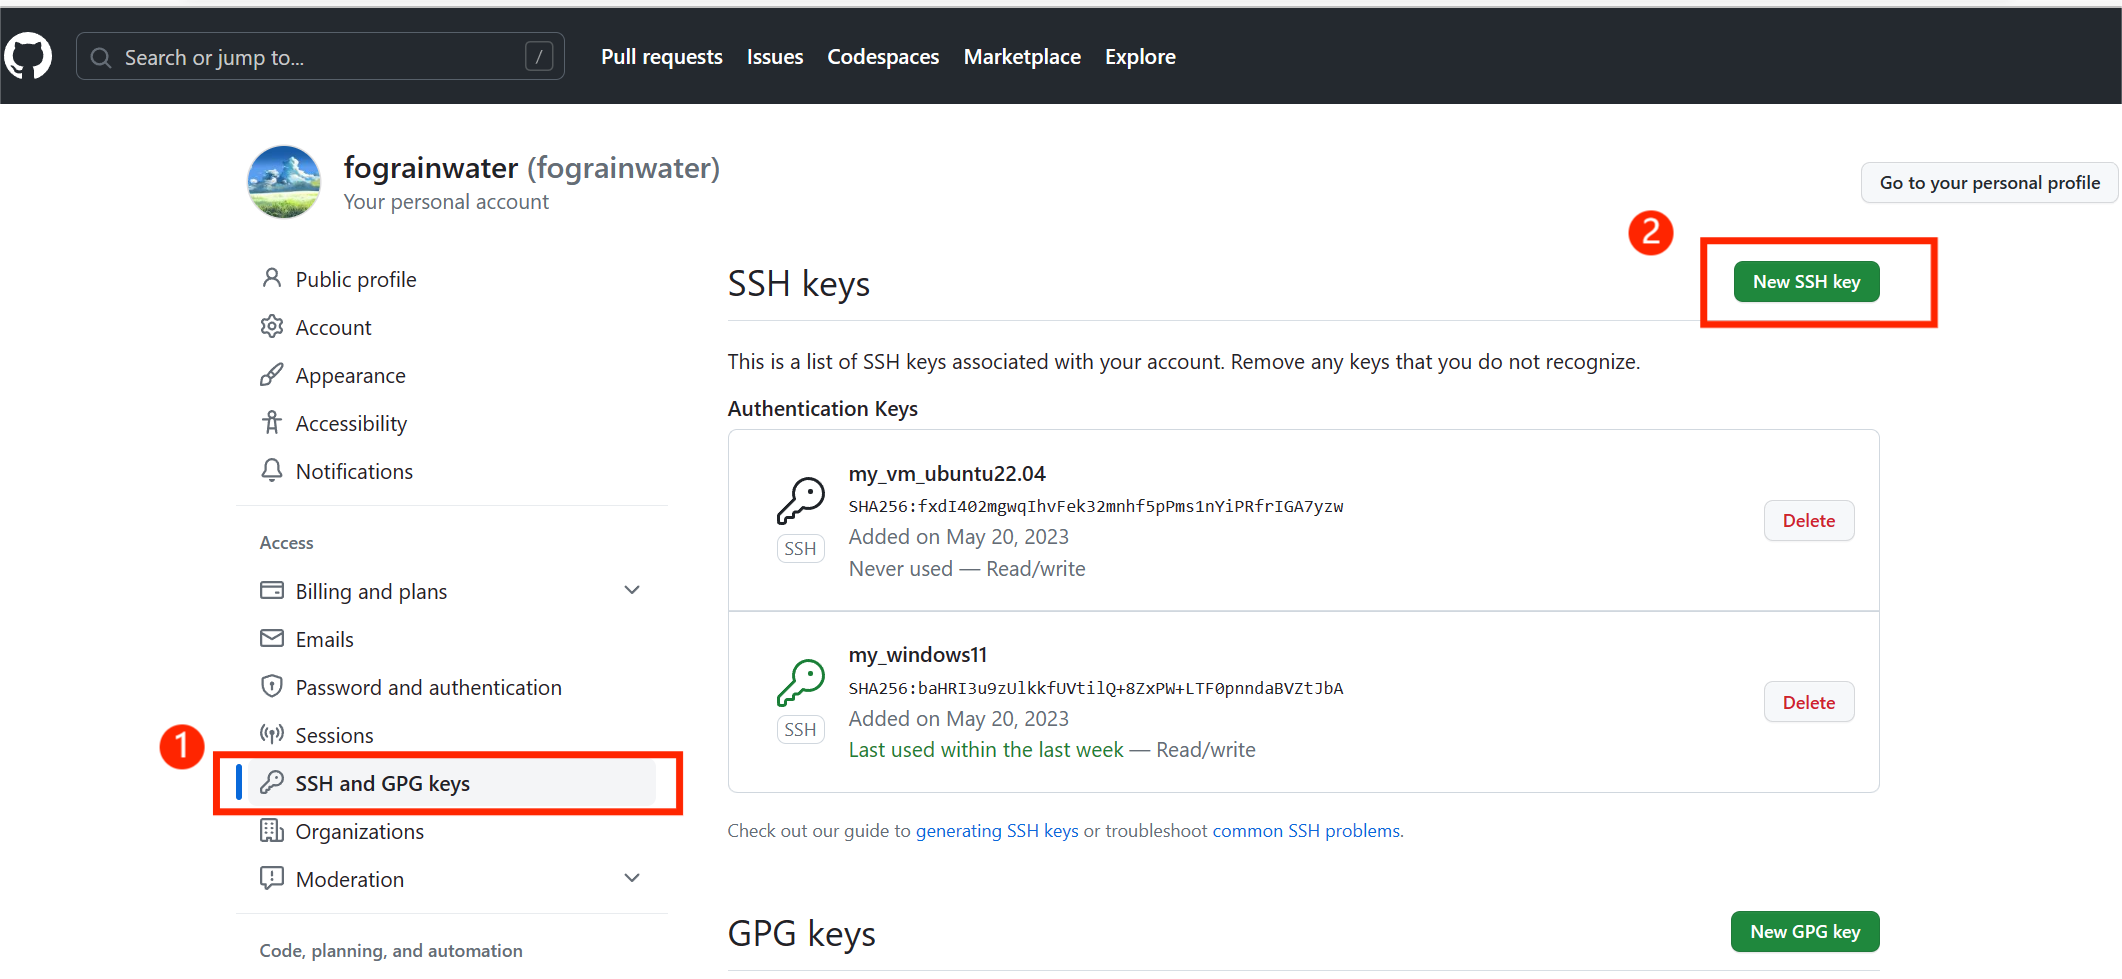 Search or jump to... /
Pull requests Issues Codespaces Marketplace Explore
fograinwater (fograinwater)
Your personal account
Go to your personal profile
2
Public profile
Account
Appearance
Accessibility
Notifications
Access
Billing and plans
Emails
Password and authentication
Sessions
1
SSH and GPG keys
Organizations
Moderation
Code, planning, and automation
SSH keys
New SSH key
This is a list of SSH keys associated with your account. Remove any keys that you do not recognize.
Authentication Keys
my_vm_ubuntu22.04
SHA256:fxdI402mgwqIhvFek32mnhf5pPms1nYiPRfrIGA7yzw
Added on May 20, 2023
Never used — Read/write
SSH
Delete
my_windows11
SHA256:baHRI3u9zUlkkfUVtilQ+8ZxPW+LTF0pnndaBVZtJbA
Added on May 20, 2023
Last used within the last week — Read/write
SSH
Delete
Check out our guide to generating SSH keys or troubleshoot common SSH problems.
GPG keys
New GPG key